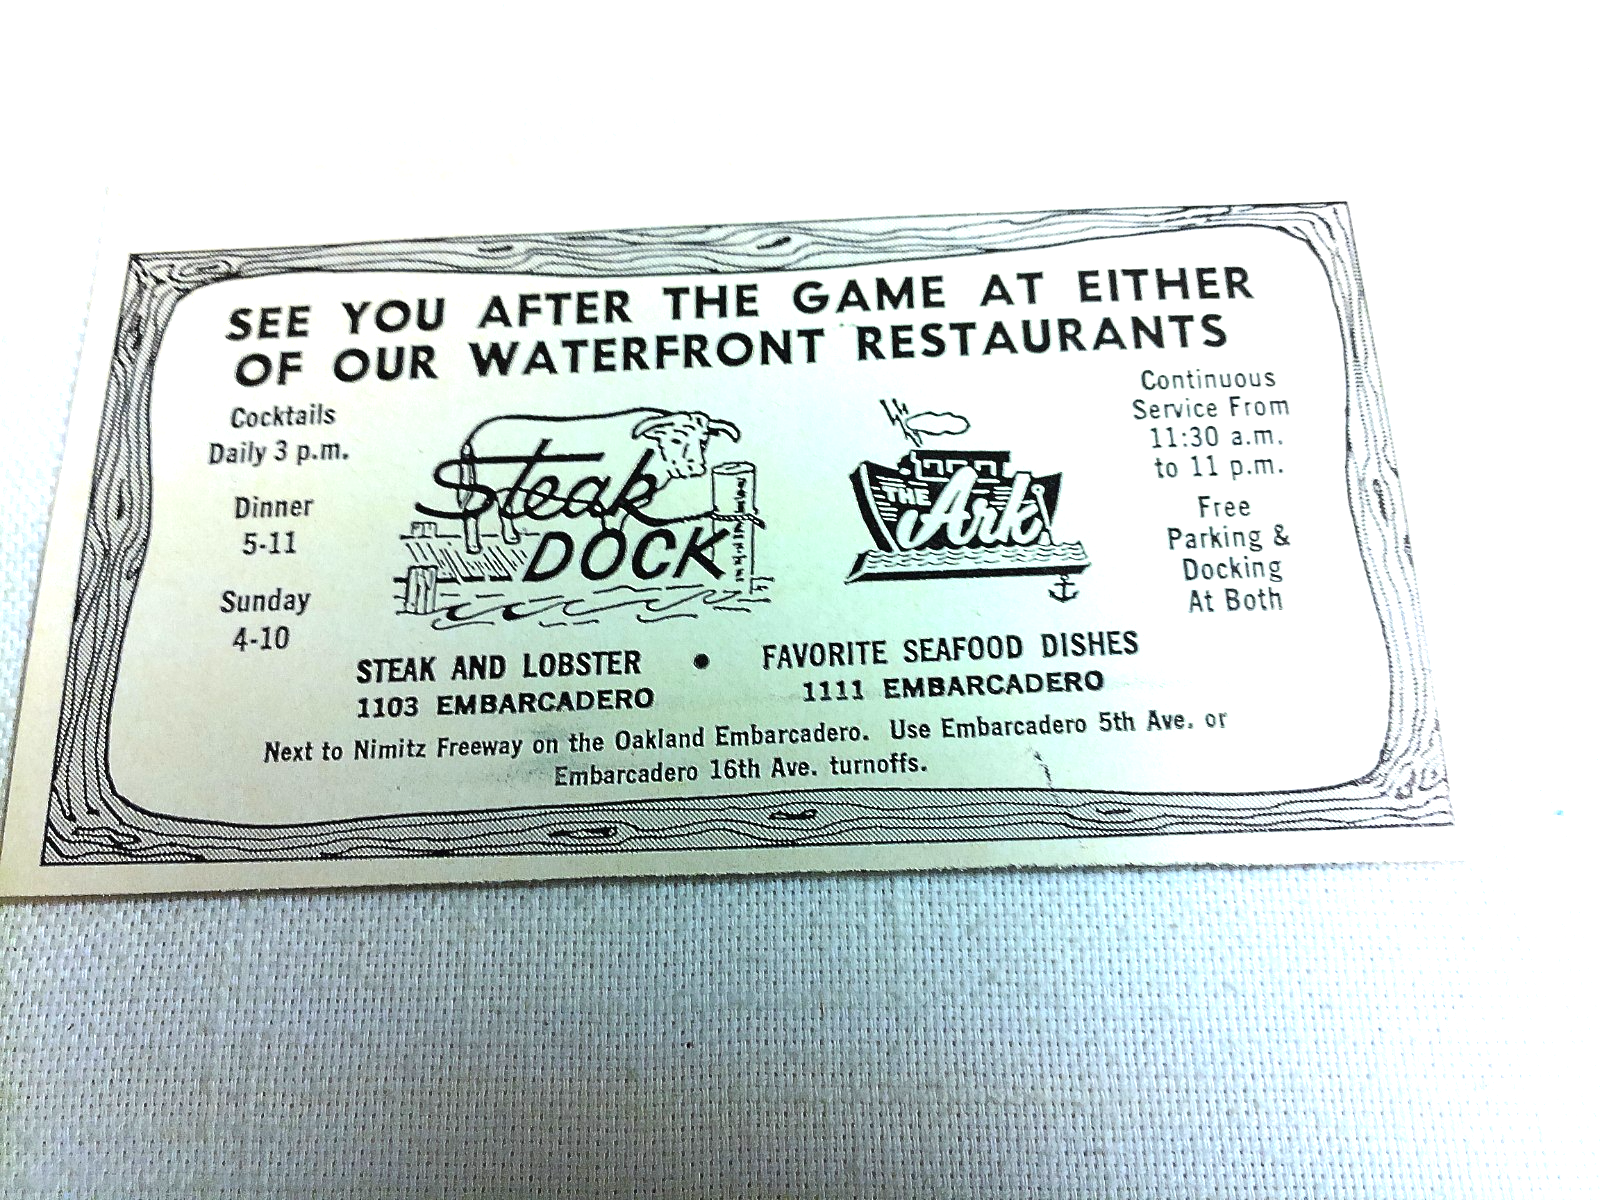 SEE YOU AFTER THE GAME AT EITHER
OF OUR WATERFRONT RESTAURANTS
Cocktails
Daily 3 p.m.
Dinner
5-11
Sunday
4-10
Steak
DOCK
STEAK AND LOBSTER
1103 EMBARCADERO
•
THE
Ark
FAVORITE SEAFOOD DISHES
1111 EMBARCADERO
Continuous
Service From
11:30 a.m.
to 11 p.m.
Free
Parking &
Docking
At Both
Next to Nimitz Freeway on the Oakland Embarcadero. Use Embarcadero 5th Ave. or
Embarcadero 16th Ave. turnoffs.